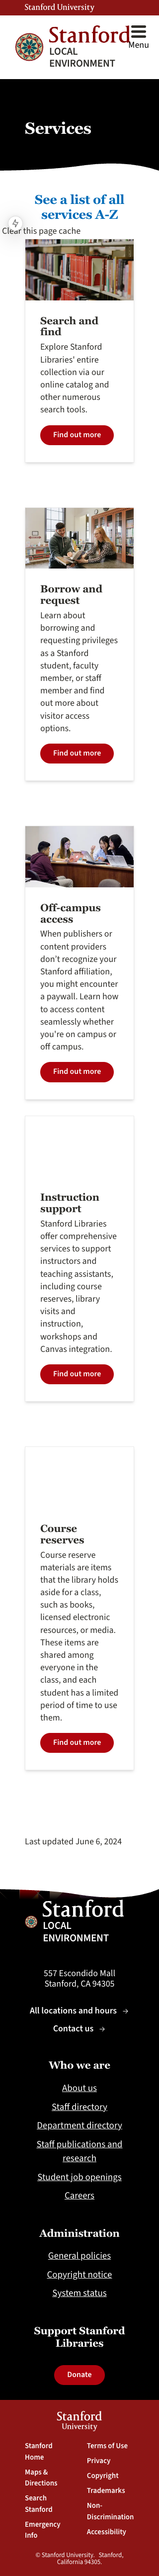 Stanford University
Stanford
LOCAL
ENVIRONMENT
Menu
Services
See a list of all
services A-Z
Clear this page cache
Search and
find
Explore Stanford
Libraries' entire
collection via our
online catalog and
other numerous
search tools.
Find out more
Borrow and
request
Learn about
borrowing and
requesting privileges
as a Stanford
student, faculty
member, or staff
member and find
out more about
visitor access
options.
Find out more
Off-campus
access
When publishers or
content providers
don't recognize your
Stanford affiliation,
you might encounter
a paywall. Learn how
to access content
seamlessly whether
you're on campus or
off campus.
Find out more
Instruction
support
Stanford Libraries
offer comprehensive
services to support
instructors and
teaching assistants,
including course
reserves, library
visits and
instruction,
workshops and
Canvas integration.
Find out more
Course
reserves
Course reserve
materials are items
that the library holds
aside for a class,
such as books,
licensed electronic
resources, or media.
These items are
shared among
everyone in the
class, and each
student has a limited
period of time to use
them.
Find out more
Last updated June 6, 2024
Stanford
LOCAL
ENVIRONMENT
557 Escondido Mall
Stanford, CA 94305
All locations and hours →
Contact us →
Who we are
About us
Staff directory
Department directory
Staff publications and
research
Student job openings
Careers
Administration
General policies
Copyright notice
System status
Support Stanford
Libraries
Donate
Stanford
University
Stanford
Home
Maps &
Directions
Search
Stanford
Emergency
Info
Terms of Use
Privacy
Copyright
Trademarks
Non-
Discrimination
Accessibility
© Stanford University. Stanford,
California 94305.